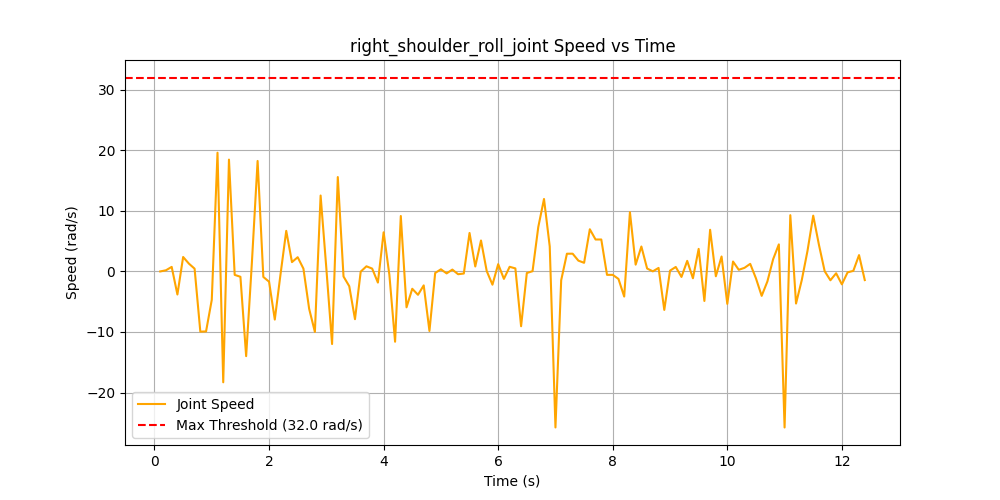 right_shoulder_roll_joint Speed vs Time
Speed (rad/s)
30
20
10
0
−10
−20
Joint Speed
Max Threshold (32.0 rad/s)
0 2 4 6 8 10 12
Time (s)